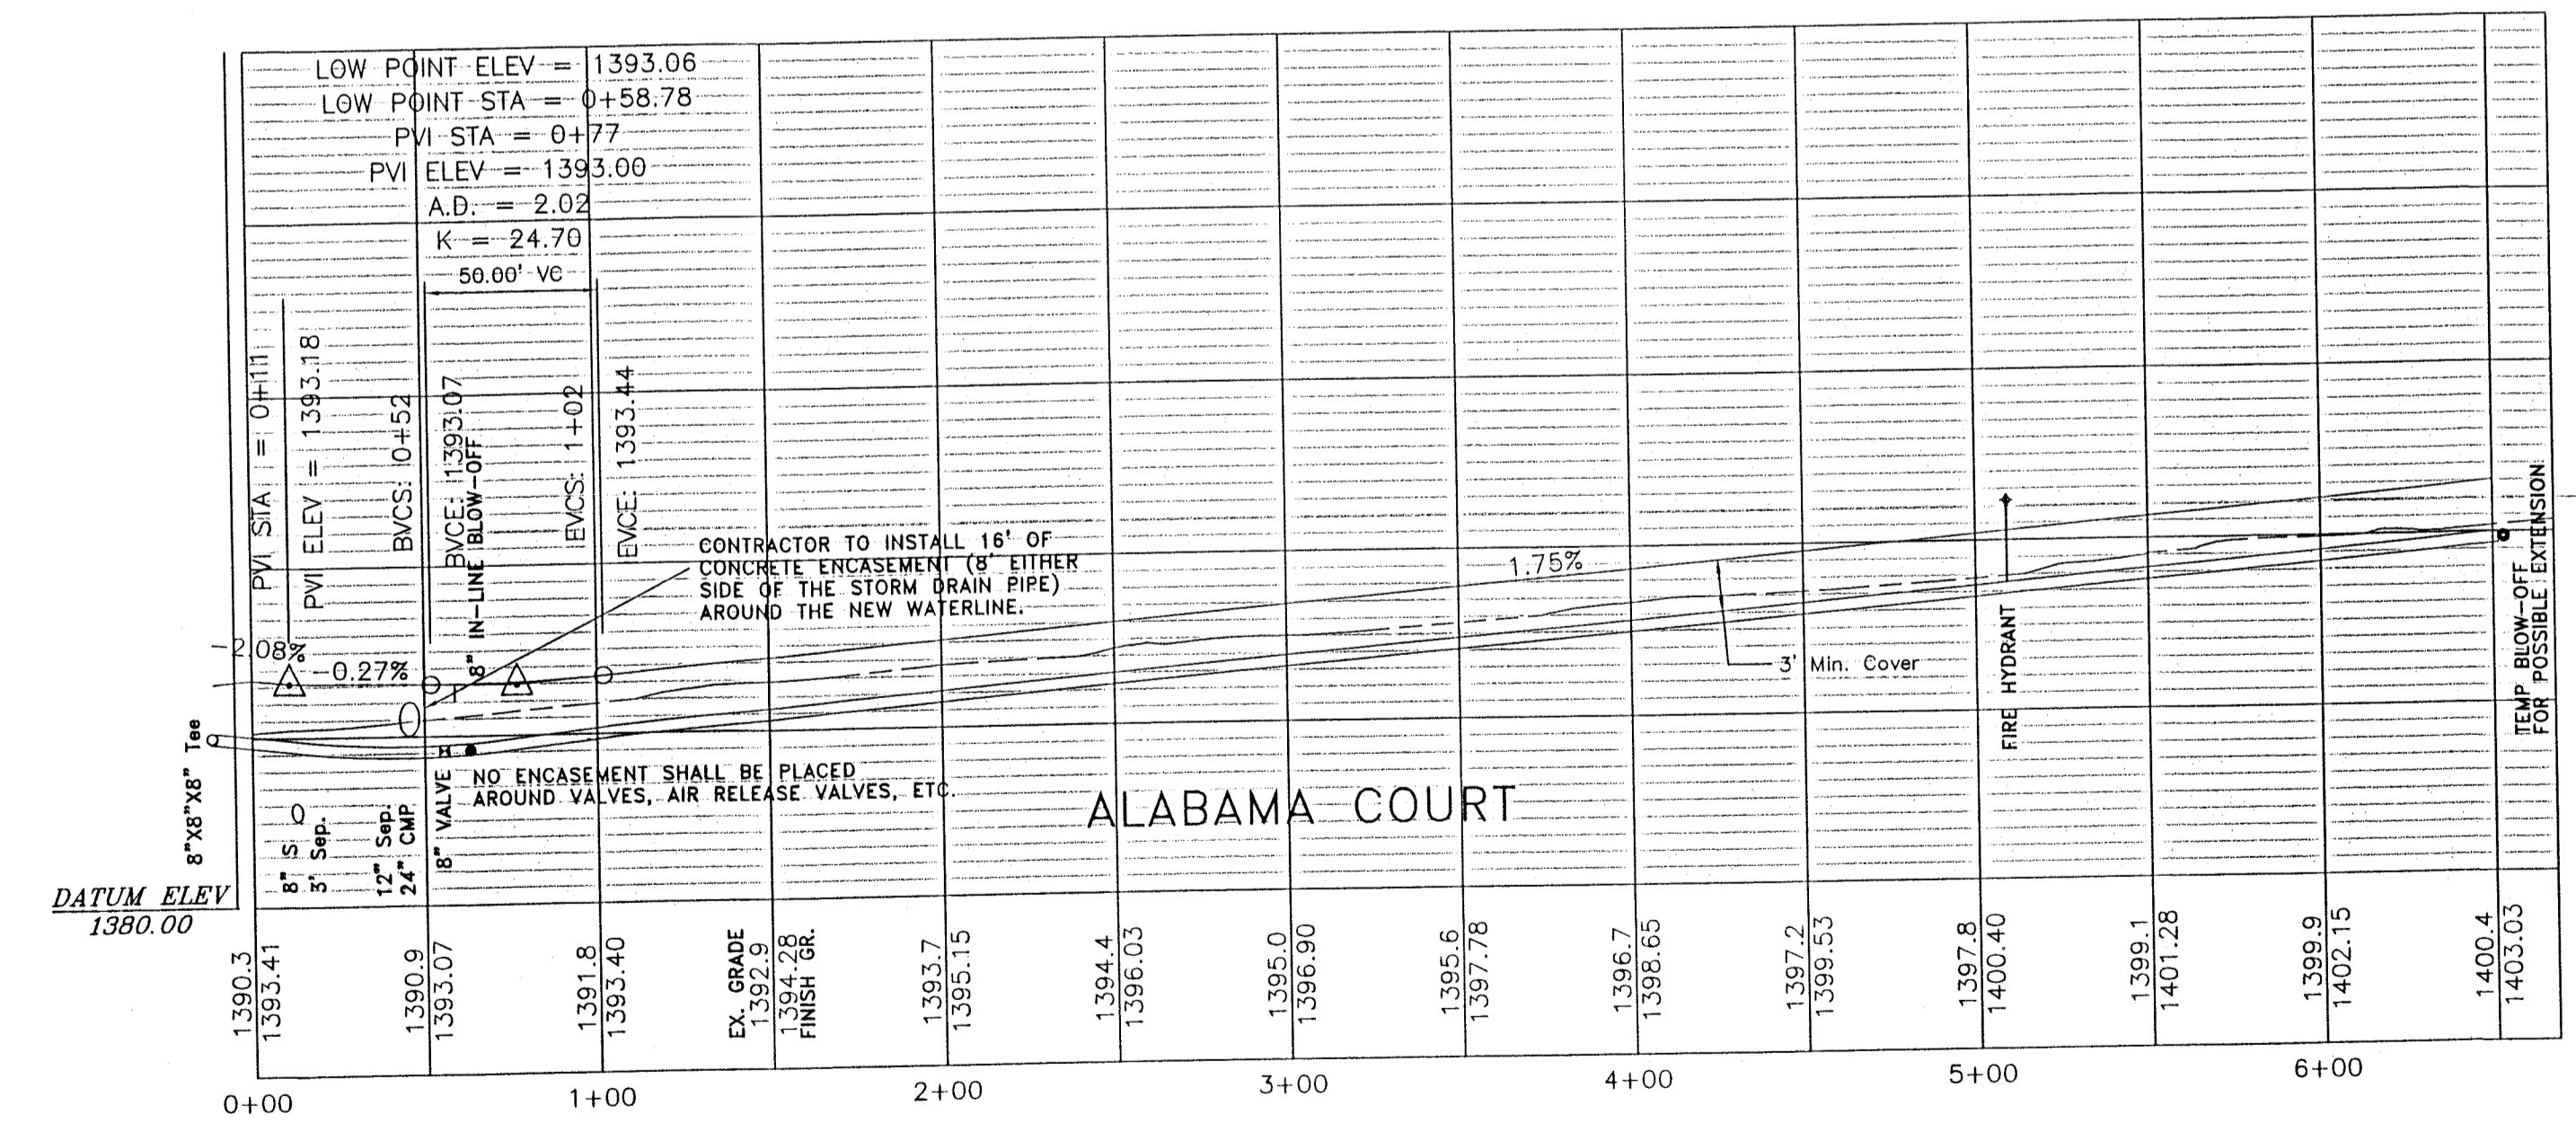 LOW POINT ELEV = 1393.06
LOW POINT STA = 0+58.78
PVI STA = 0+77
PVI ELEV = 1393.00
A.D. = 2.02
K = 24.70
50.00' VC
PVI STA = 0+11
PVI ELEV = 1393.18
BVCS: 0+52
BVCE: 1393.07
8" IN-LINE BLOW-OFF
EVCS: 1+02
EVCE: 1393.44
CONTRACTOR TO INSTALL 16' OF
CONCRETE ENCASEMENT (8' EITHER
SIDE OF THE STORM DRAIN PIPE)
AROUND THE NEW WATERLINE.
1.75%
3' Min. Cover
FIRE HYDRANT
TEMP BLOW-OFF
FOR POSSIBLE EXTENSION
-2.08%
-0.27%
8"X8"X8" Tee
8" S
3' Sep.
12" Sep.
24" CMP
8" VALVE
NO ENCASEMENT SHALL BE PLACED
AROUND VALVES, AIR RELEASE VALVES, ETC.
ALABAMA COURT
DATUM ELEV
1380.00
1390.3
1393.41
1390.9
1393.07
1391.8
1393.40
EX. GRADE
1392.9
1394.28
FINISH GR.
1393.7
1395.15
1394.4
1396.03
1395.0
1396.90
1395.6
1397.78
1396.7
1398.65
1397.2
1399.53
1397.8
1400.40
1399.1
1401.28
1399.9
1402.15
1400.4
1403.03
0+00
1+00
2+00
3+00
4+00
5+00
6+00